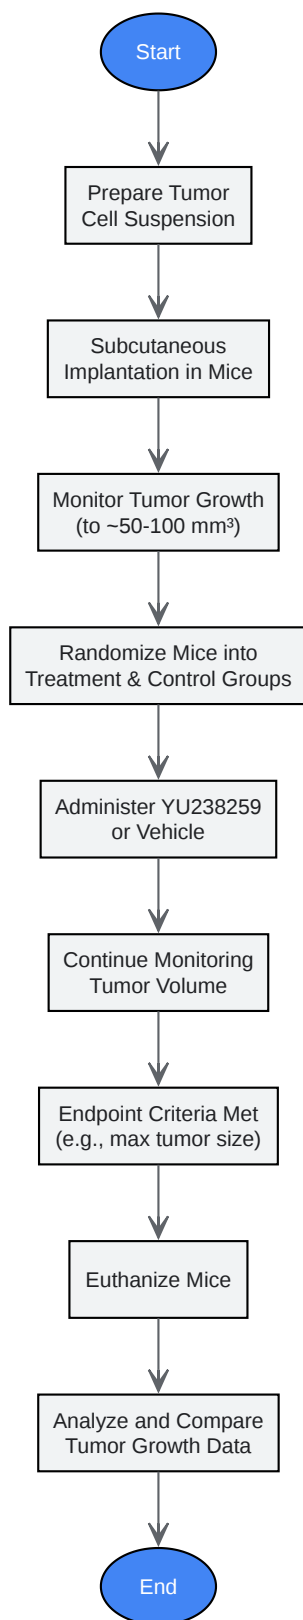 Start
Prepare Tumor
Cell Suspension
Subcutaneous
Implantation in Mice
Monitor Tumor Growth
(to ~50-100 mm³)
Randomize Mice into
Treatment & Control Groups
Administer YU238259
or Vehicle
Continue Monitoring
Tumor Volume
Endpoint Criteria Met
(e.g., max tumor size)
Euthanize Mice
Analyze and Compare
Tumor Growth Data
End